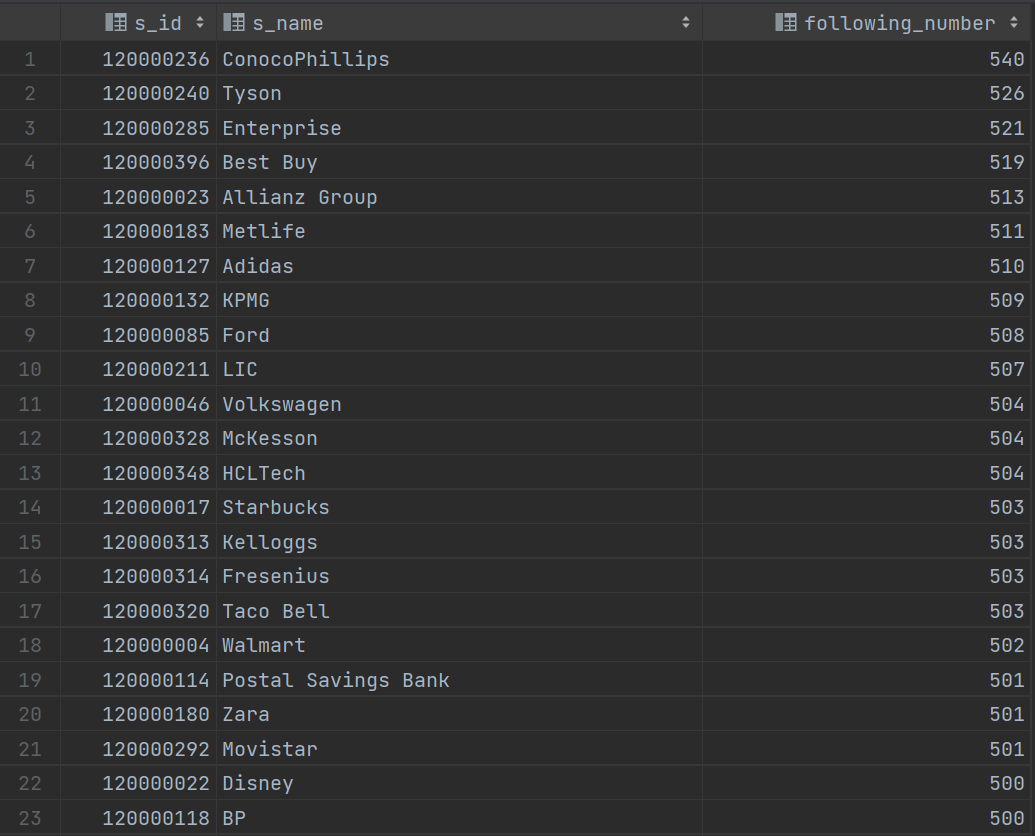 s_id s_name following_number
1 120000236 ConocoPhillips 540
2 120000240 Tyson 526
3 120000285 Enterprise 521
4 120000396 Best Buy 519
5 120000023 Allianz Group 513
6 120000183 Metlife 511
7 120000127 Adidas 510
8 120000132 KPMG 509
9 120000085 Ford 508
10 120000211 LIC 507
11 120000046 Volkswagen 504
12 120000328 McKesson 504
13 120000348 HCLTech 504
14 120000017 Starbucks 503
15 120000313 Kelloggs 503
16 120000314 Fresenius 503
17 120000320 Taco Bell 503
18 120000004 Walmart 502
19 120000114 Postal Savings Bank 501
20 120000180 Zara 501
21 120000292 Movistar 501
22 120000022 Disney 500
23 120000118 BP 500